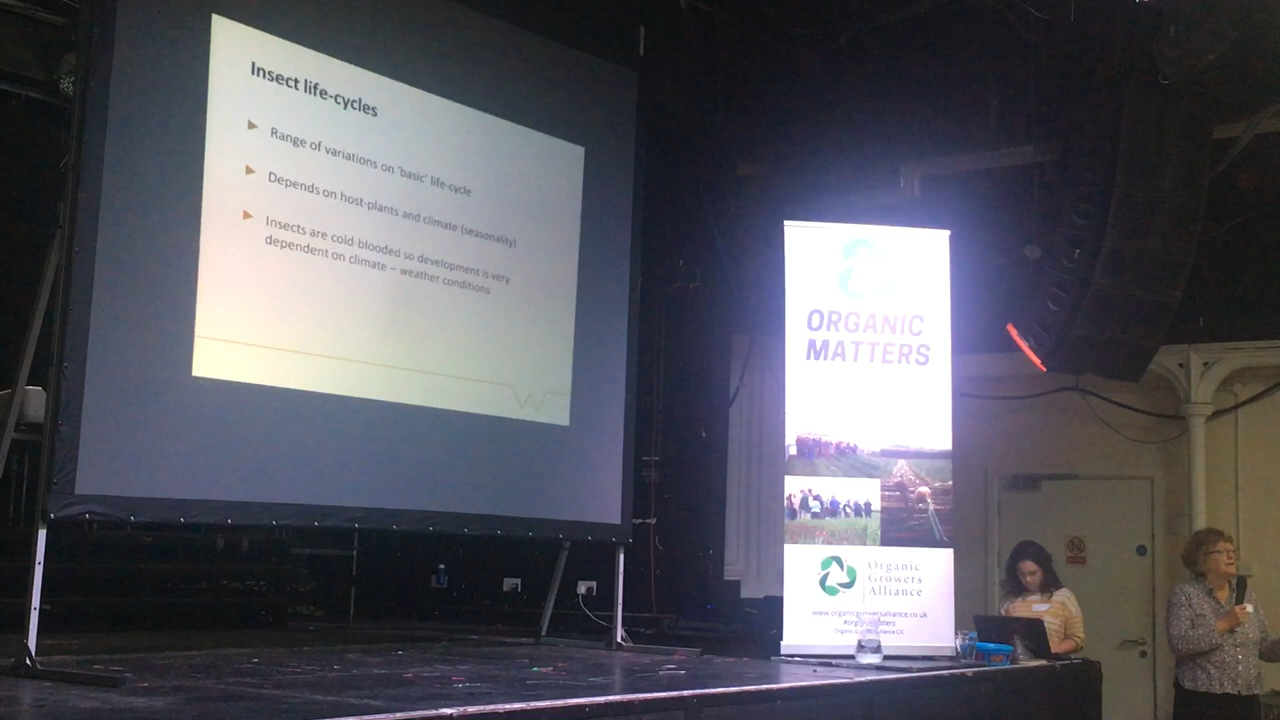 Insect life-cycles
Range of variations on 'basic' life-cycle
Depends on host-plants and climate (seasonality)
Insects are cold-blooded so development is very
dependent on climate – weather conditions
ORGANIC
MATTERS
Organic
Growers
Alliance
www.organicgrowersalliance.co.uk